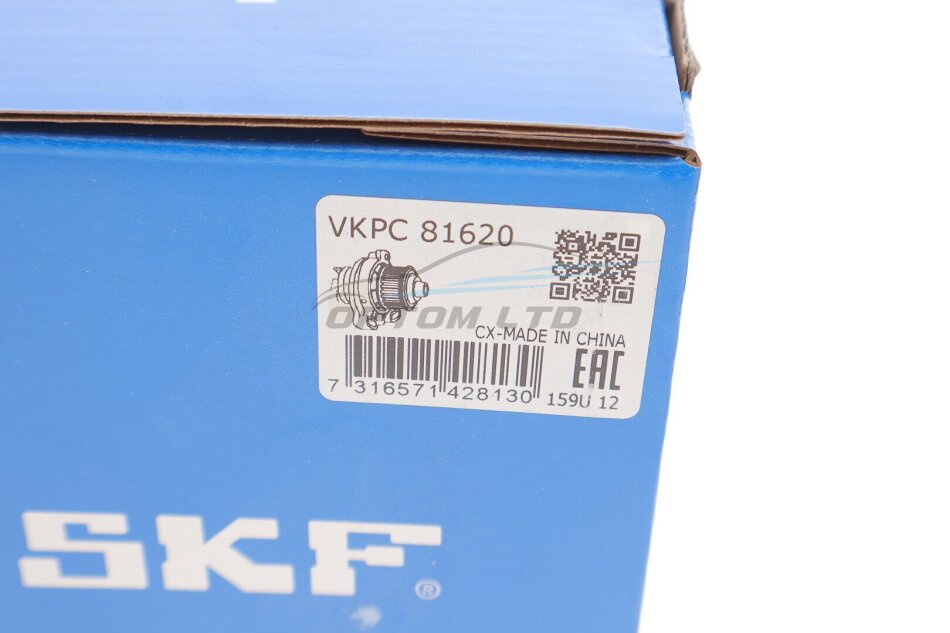 VKPC 81620
OPTOM LTD
CX-MADE IN CHINA
EAC
7 316571 428130
159U 12
SKF®